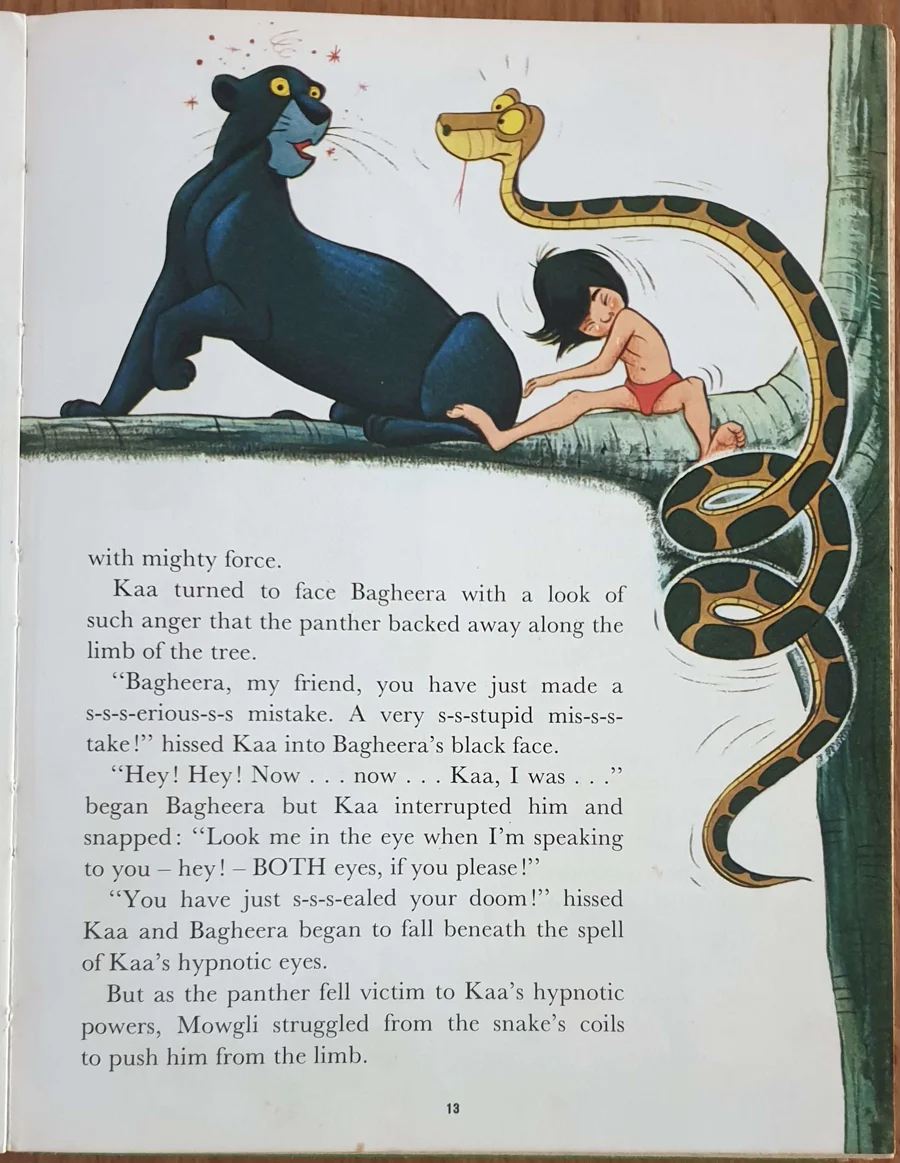 with mighty force.
Kaa turned to face Bagheera with a look of
such anger that the panther backed away along the
limb of the tree.
“Bagheera, my friend, you have just made a
s-s-s-erious-s-s mistake. A very s-s-stupid mis-s-s-
take!” hissed Kaa into Bagheera’s black face.
“Hey! Hey! Now . . . now . . . Kaa, I was . . .”
began Bagheera but Kaa interrupted him and
snapped: “Look me in the eye when I’m speaking
to you – hey! – BOTH eyes, if you please!”
“You have just s-s-s-ealed your doom!” hissed
Kaa and Bagheera began to fall beneath the spell
of Kaa’s hypnotic eyes.
But as the panther fell victim to Kaa’s hypnotic
powers, Mowgli struggled from the snake’s coils
to push him from the limb.
13